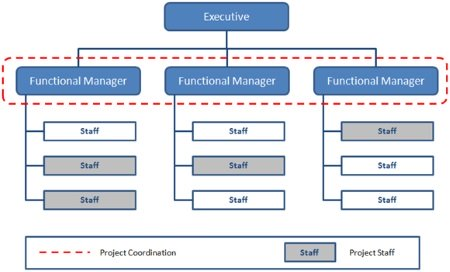 Executive
Functional Manager Functional Manager Functional Manager
Staff Staff Staff
Staff Staff Staff
Staff Staff Staff
Project Coordination Staff Project Staff